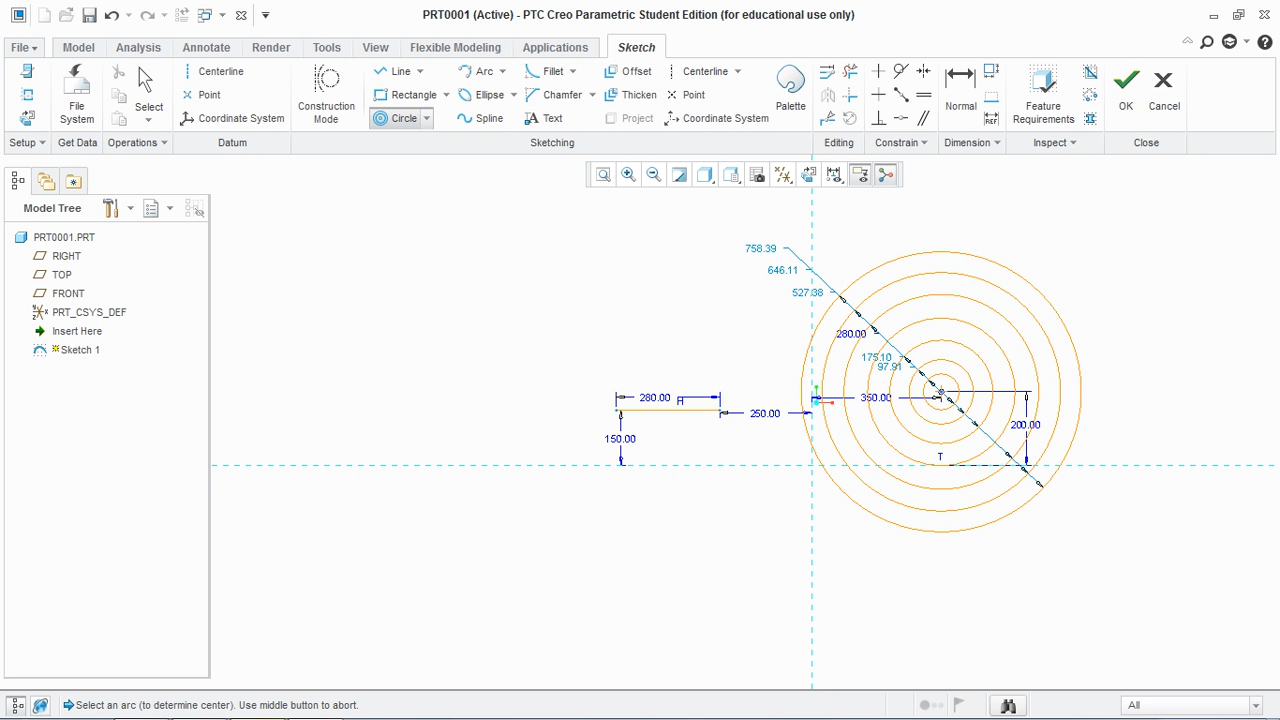 PRT0001 (Active) - PTC Creo Parametric Student Edition (for educational use only)
File Model Analysis Annotate Render Tools View Flexible Modeling Applications Sketch
Centerline
Point
Coordinate System
File
System
Select
Construction
Mode
Line Arc Fillet Offset Centerline
Rectangle Ellipse Chamfer Thicken Point
Circle Spline Text Project Coordinate System
Palette
Normal
REF
Feature
Requirements
OK Cancel
Setup Get Data Operations Datum Sketching Editing Constrain Dimension Inspect Close
Model Tree
PRT0001.PRT
RIGHT
TOP
FRONT
PRT_CSYS_DEF
Insert Here
Sketch 1
758.39
646.11
527.38
280.00
175.10
97.91
280.00 H
350.00
250.00
200.00
150.00
T
Select an arc (to determine center). Use middle button to abort.
All